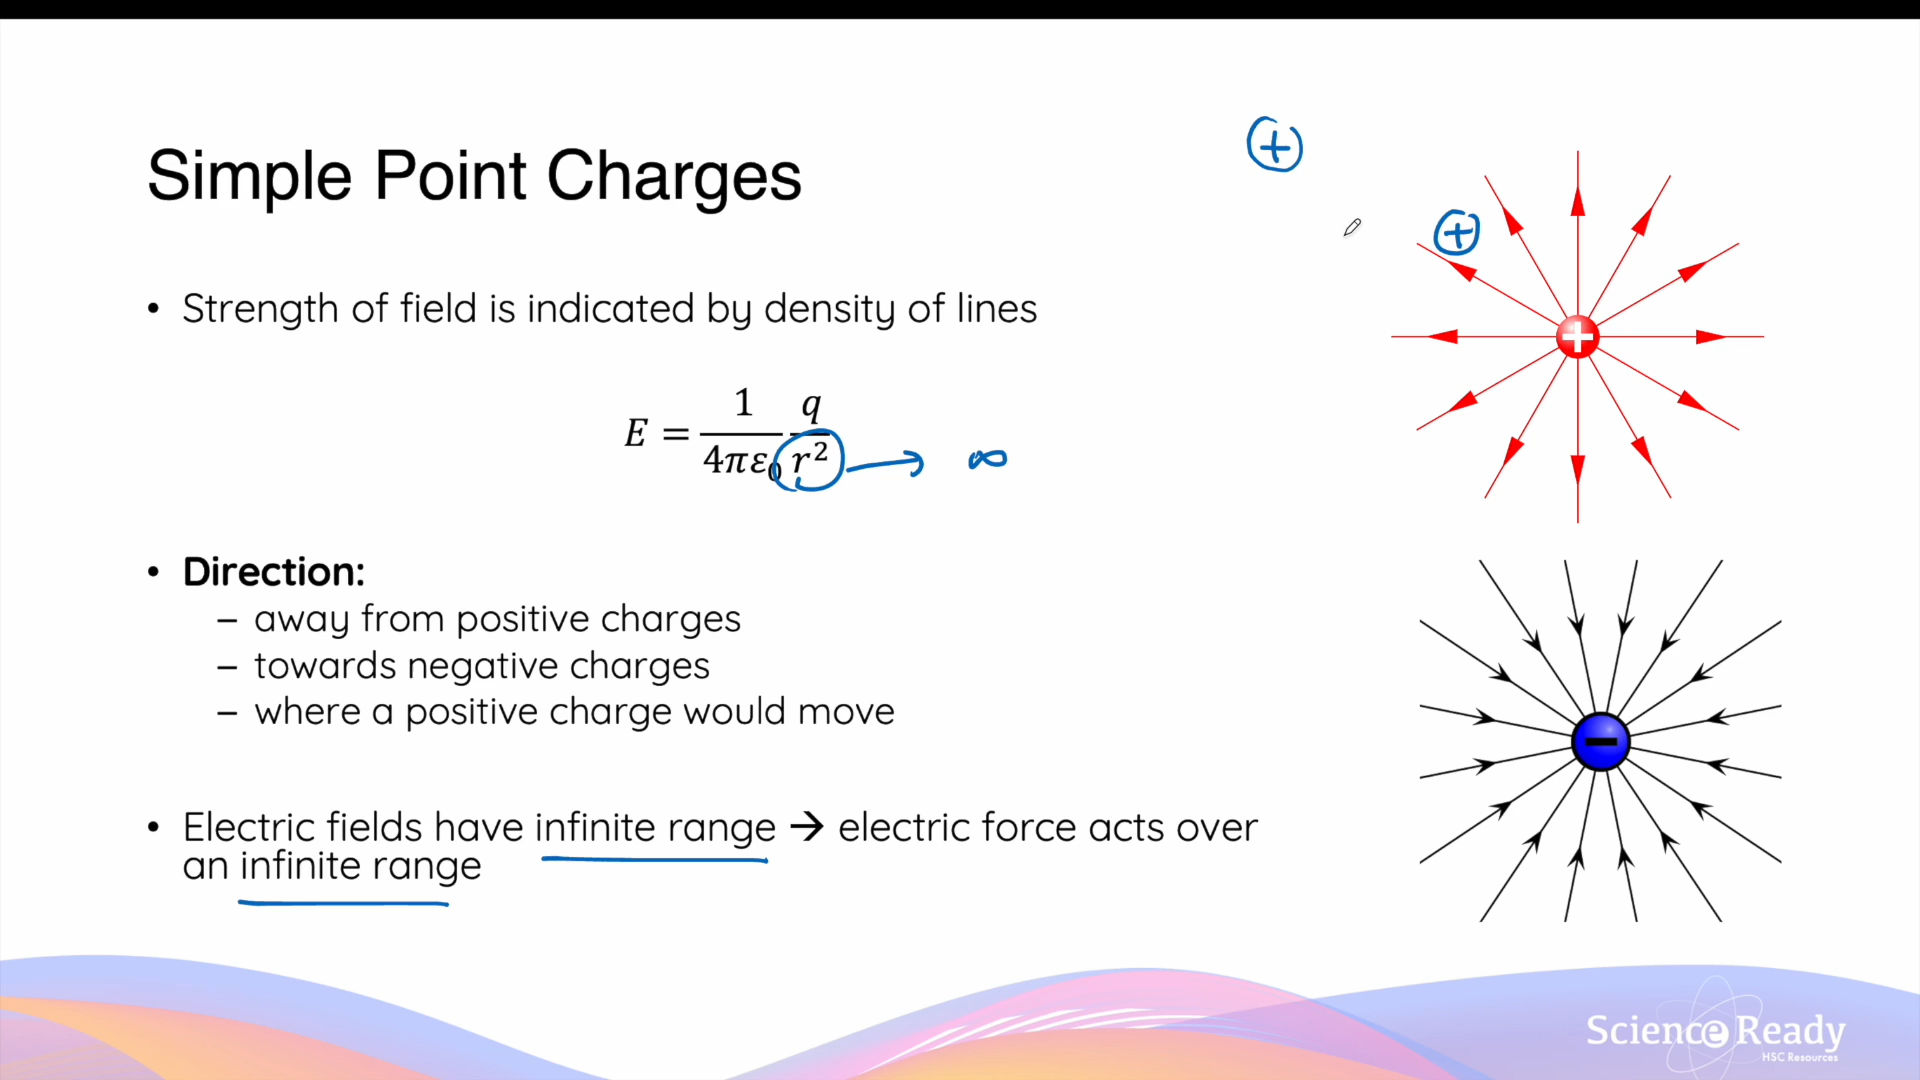 Simple Point Charges
+
+
• Strength of field is indicated by density of lines
E = 1/4πε₀ q/r² → ∞
+
• Direction:
– away from positive charges
– towards negative charges
– where a positive charge would move
−
• Electric fields have infinite range → electric force acts over
an infinite range
Science Ready
HSC Resources